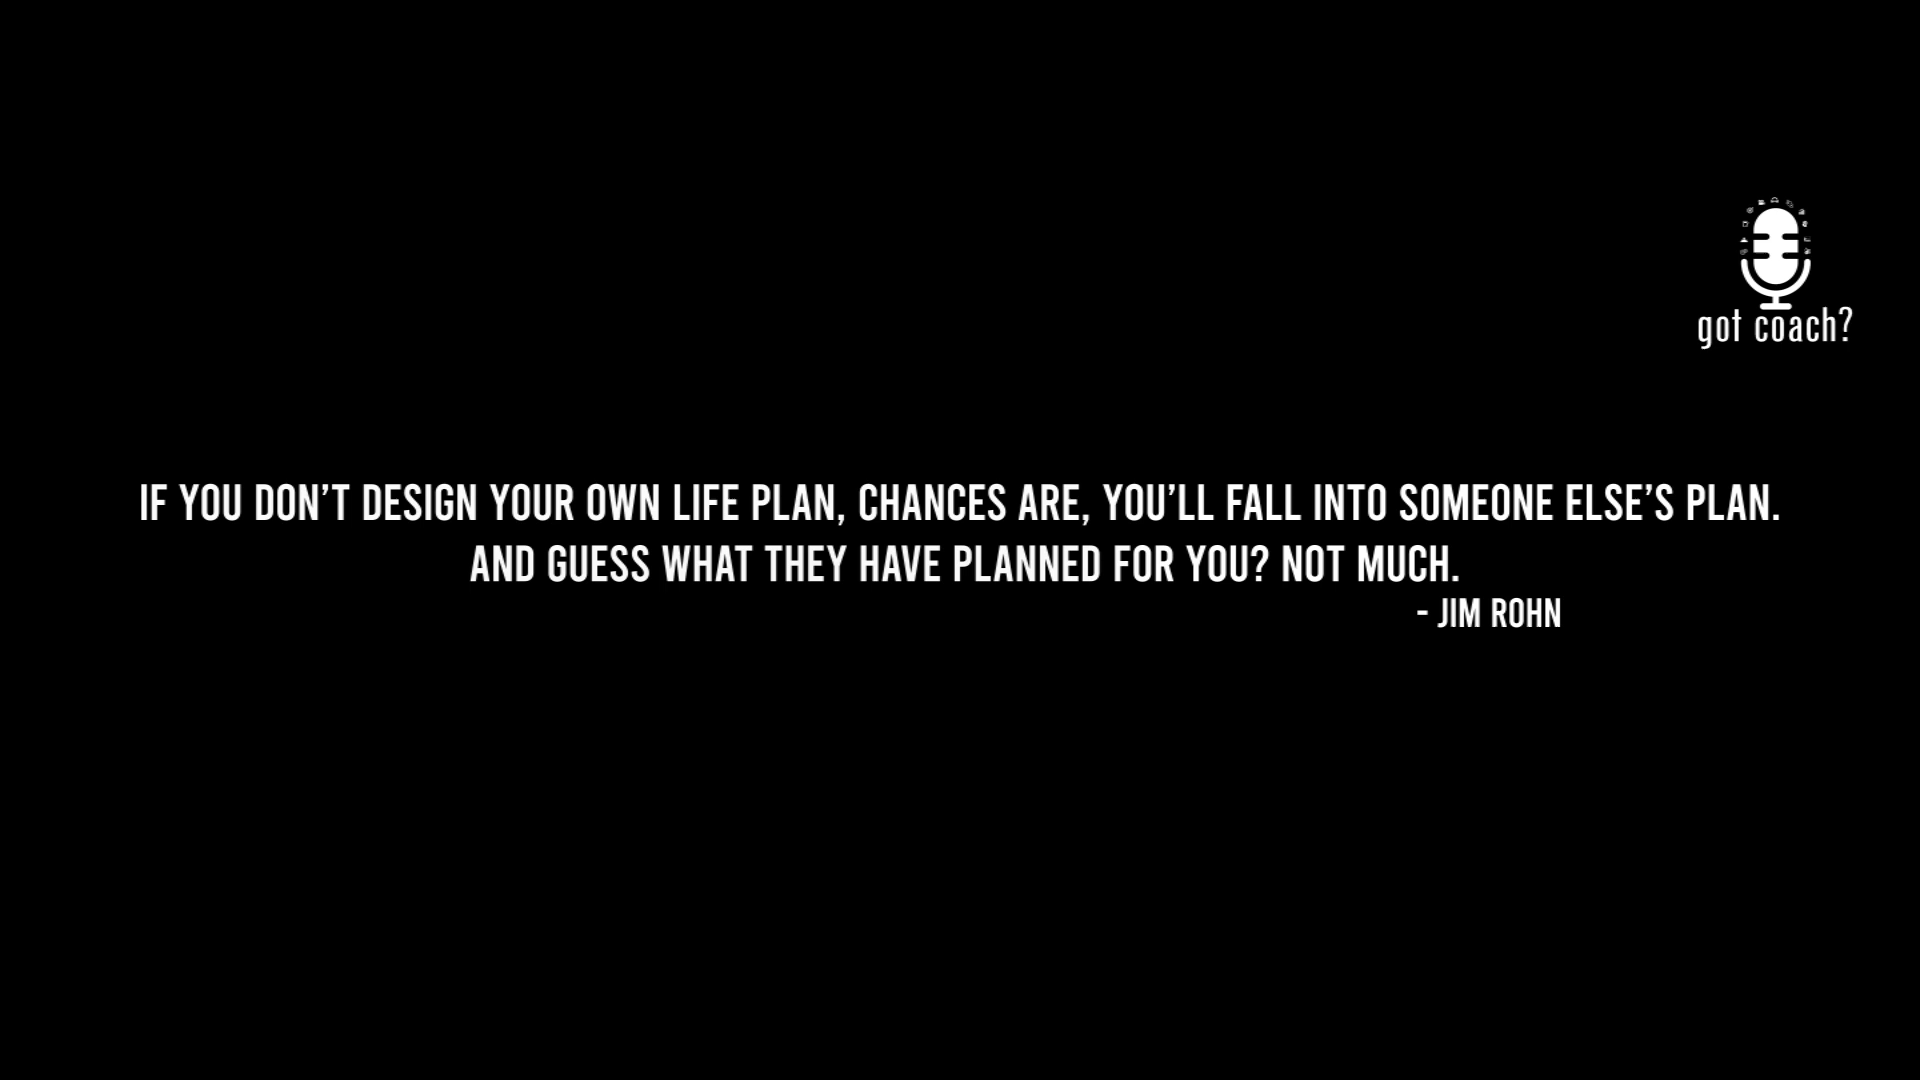 got coach?
IF YOU DON’T DESIGN YOUR OWN LIFE PLAN, CHANCES ARE, YOU’LL FALL INTO SOMEONE ELSE’S PLAN.
AND GUESS WHAT THEY HAVE PLANNED FOR YOU? NOT MUCH.
- JIM ROHN